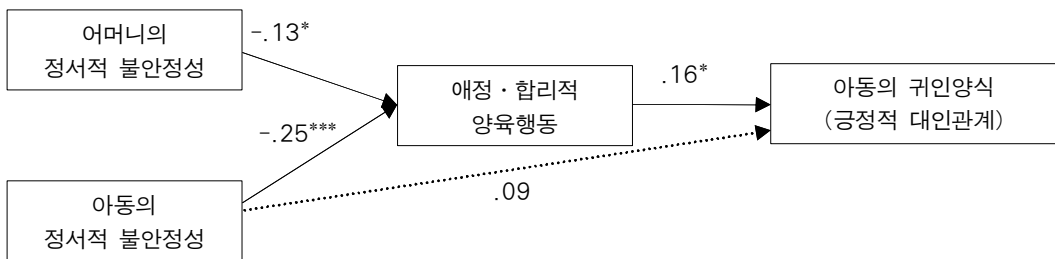 어머니의
정서적 불안정성
-.13*
애정·합리적
양육행동
.16*
아동의 귀인양식
(긍정적 대인관계)
-.25***
아동의
정서적 불안정성
.09